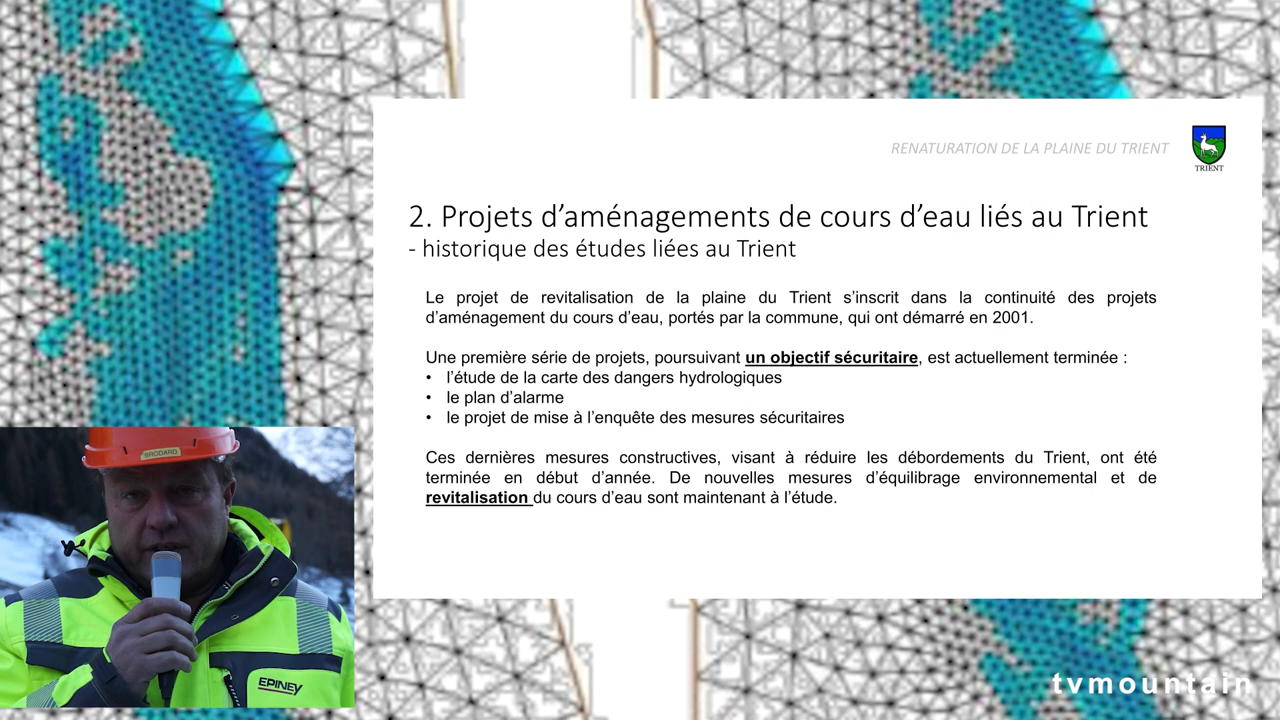 RENATURATION DE LA PLAINE DU TRIENT
TRIENT
2. Projets d’aménagements de cours d’eau liés au Trient
- historique des études liées au Trient
Le projet de revitalisation de la plaine du Trient s’inscrit dans la continuité des projets
d’aménagement du cours d’eau, portés par la commune, qui ont démarré en 2001.
Une première série de projets, poursuivant un objectif sécuritaire, est actuellement terminée :
• l’étude de la carte des dangers hydrologiques
• le plan d’alarme
• le projet de mise à l’enquête des mesures sécuritaires
Ces dernières mesures constructives, visant à réduire les débordements du Trient, ont été
terminée en début d’année. De nouvelles mesures d’équilibrage environnemental et de
revitalisation du cours d’eau sont maintenant à l’étude.
BRODARD
EPINEY
tvmountain